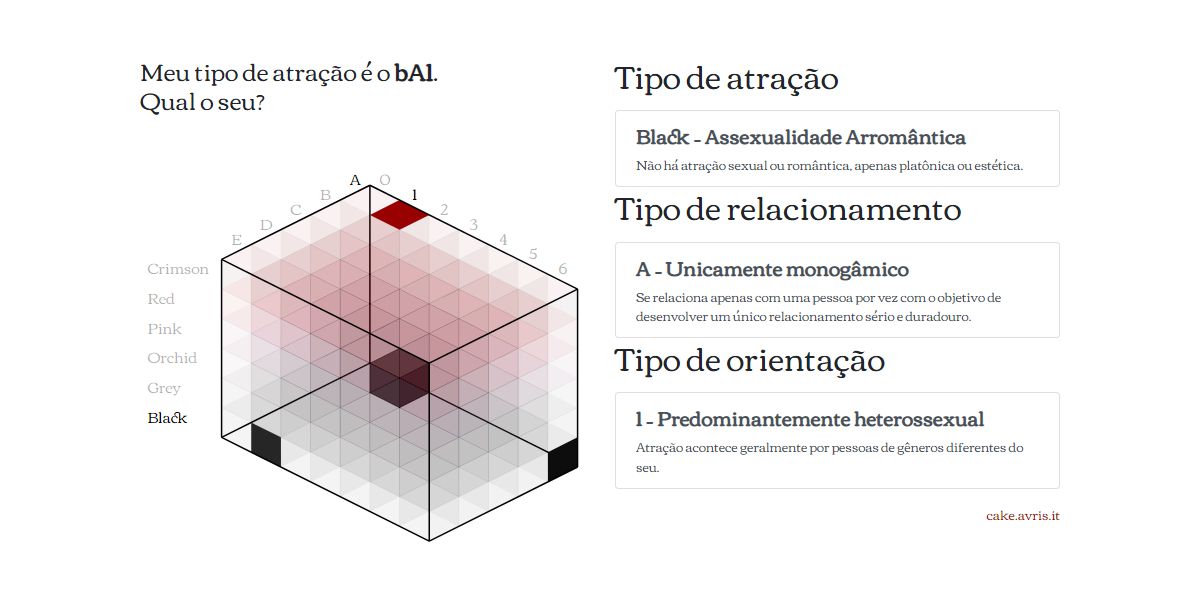 Meu tipo de atração é o bA1.
Qual o seu?
A O
B 1
C 2
D 3
E 4
5
6
Crimson
Red
Pink
Orchid
Grey
Black
Tipo de atração
Black - Assexualidade Arromântica
Não há atração sexual ou romântica, apenas platônica ou estética.
Tipo de relacionamento
A - Unicamente monogâmico
Se relaciona apenas com uma pessoa por vez com o objetivo de
desenvolver um único relacionamento sério e duradouro.
Tipo de orientação
1 - Predominantemente heterossexual
Atração acontece geralmente por pessoas de gêneros diferentes do
seu.
cake.avris.it